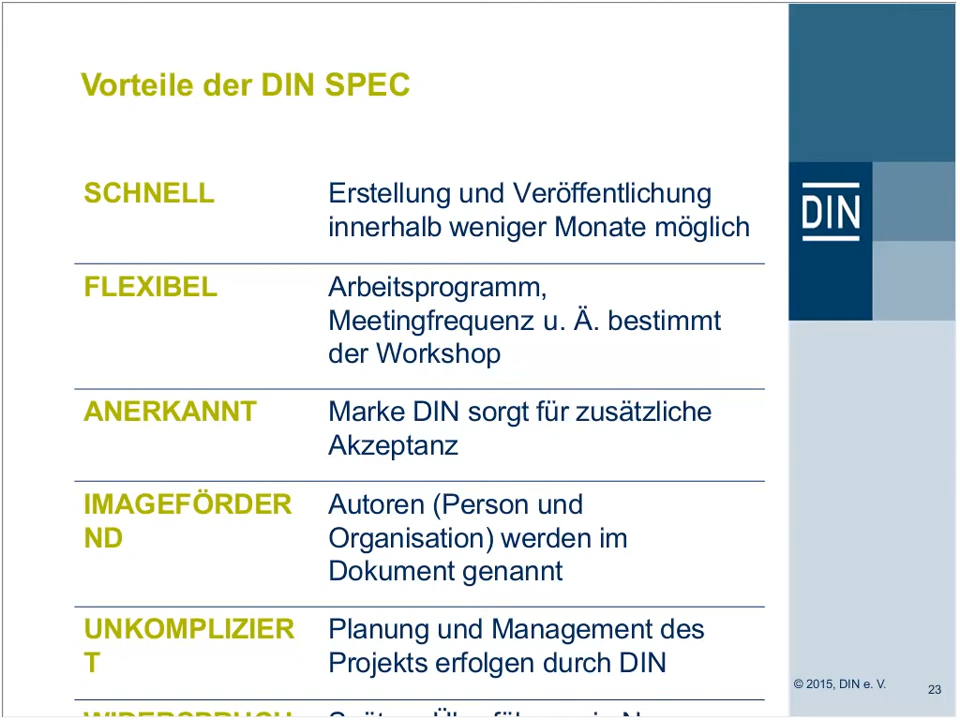 Vorteile der DIN SPEC
SCHNELL
Erstellung und Veröffentlichung
innerhalb weniger Monate möglich
FLEXIBEL
Arbeitsprogramm,
Meetingfrequenz u. Ä. bestimmt
der Workshop
ANERKANNT
Marke DIN sorgt für zusätzliche
Akzeptanz
IMAGEFÖRDER
ND
Autoren (Person und
Organisation) werden im
Dokument genannt
UNKOMPLIZIER
T
Planung und Management des
Projekts erfolgen durch DIN
DIN
© 2015, DIN e. V.
23